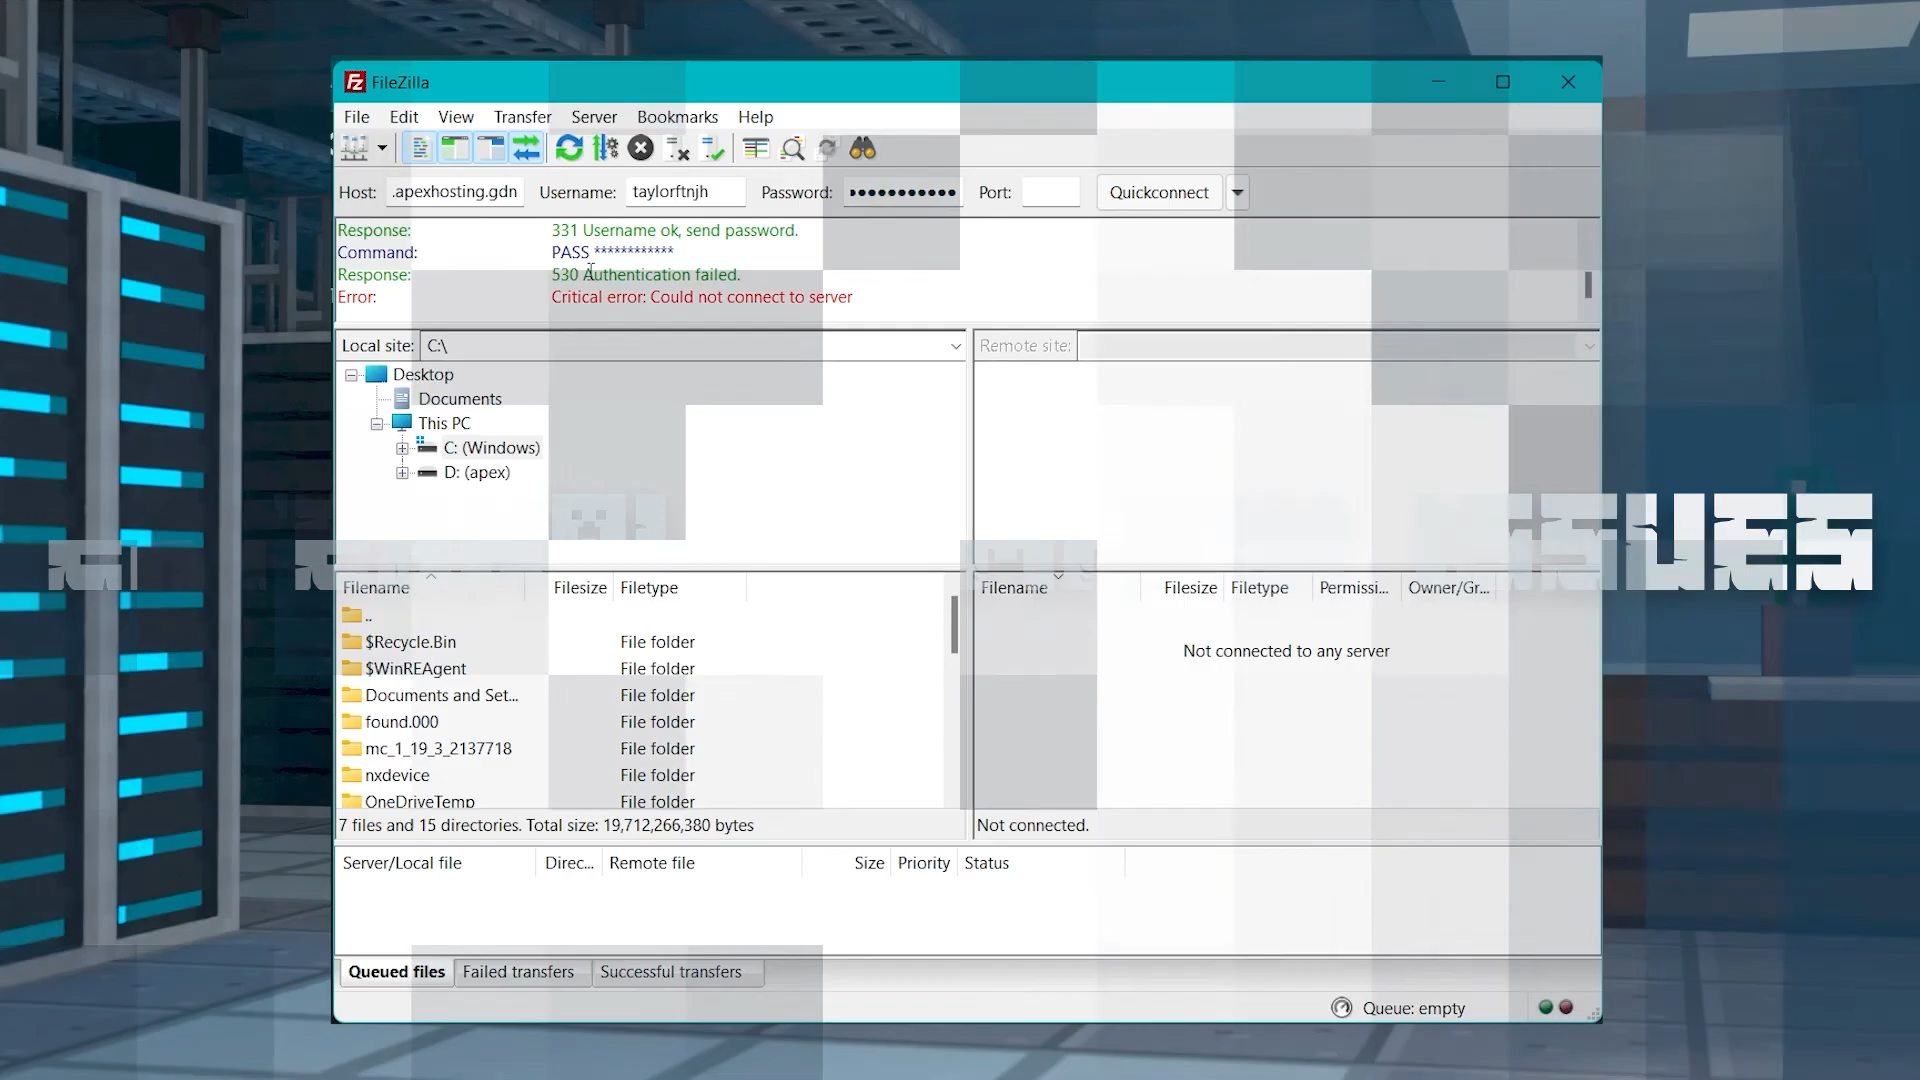 FileZilla
File Edit View Transfer Server Bookmarks Help
Host: .apexhosting.gdn Username: taylorftnjh Password: ●●●●●●●●●●●● Port: Quickconnect
Response: 331 Username ok, send password.
Command: PASS ************
Response: 530 Authentication failed.
Error: Critical error: Could not connect to server
Local site: C:\ Remote site:
Desktop
Documents
This PC
C: (Windows)
D: (apex)
Filename Filesize Filetype Filename Filesize Filetype Permissi... Owner/Gr...
..
$Recycle.Bin File folder
$WinREAgent File folder
Documents and Set... File folder
found.000 File folder
mc_1_19_3_2137718 File folder
nxdevice File folder
OneDriveTemp File folder
Not connected to any server
7 files and 15 directories. Total size: 19,712,266,380 bytes
Not connected.
Server/Local file Direc... Remote file Size Priority Status
Queued files Failed transfers Successful transfers
Queue: empty